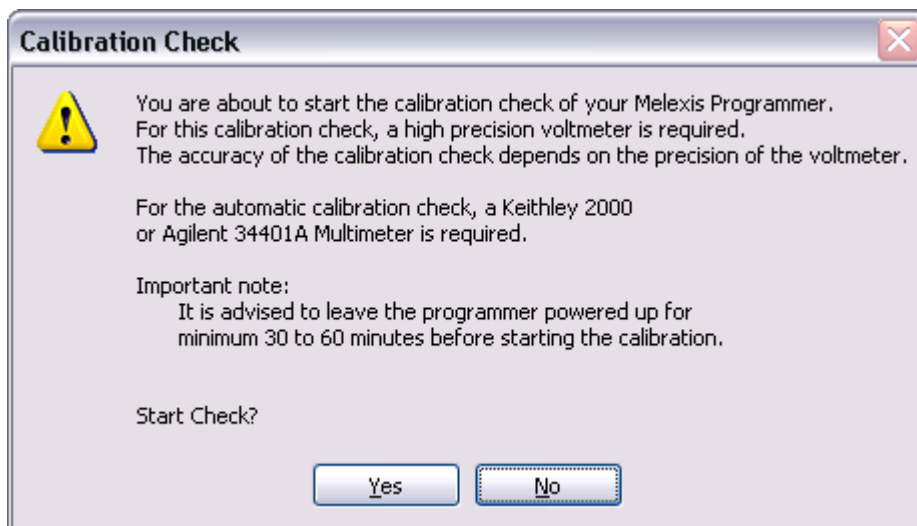 Calibration Check
You are about to start the calibration check of your Melexis Programmer.
For this calibration check, a high precision voltmeter is required.
The accuracy of the calibration check depends on the precision of the voltmeter.
For the automatic calibration check, a Keithley 2000
or Agilent 34401A Multimeter is required.
Important note:
It is advised to leave the programmer powered up for
minimum 30 to 60 minutes before starting the calibration.
Start Check?
Yes
No